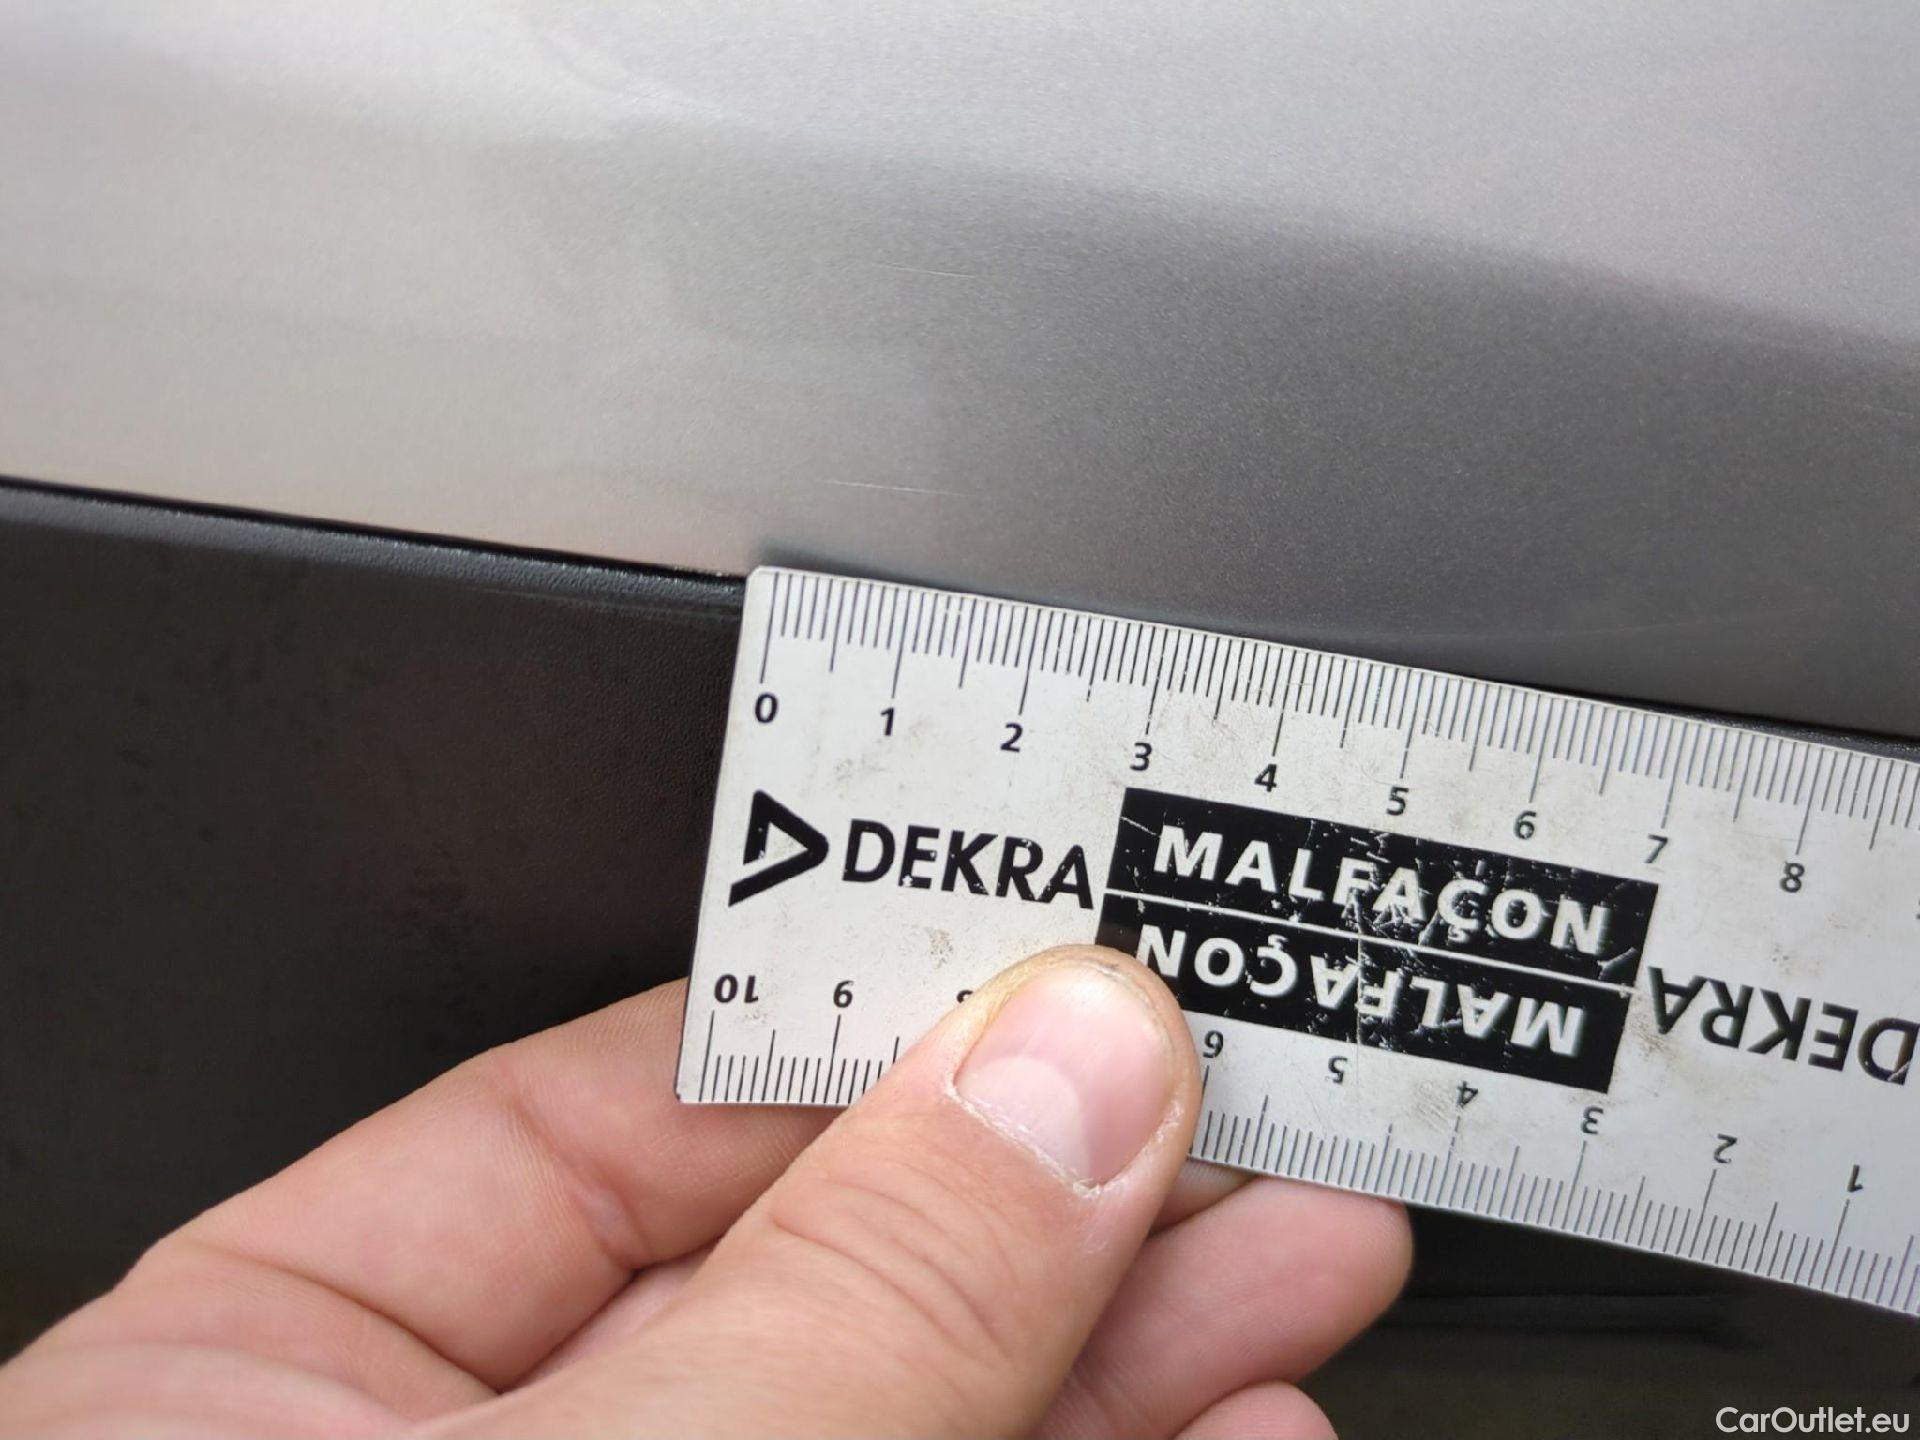 0 1 2 3 4 5 6 7 8
DEKRA MALFAÇON
MALFAÇON DEKRA
10 9 6 5 4 3 2 1
CarOutlet.eu